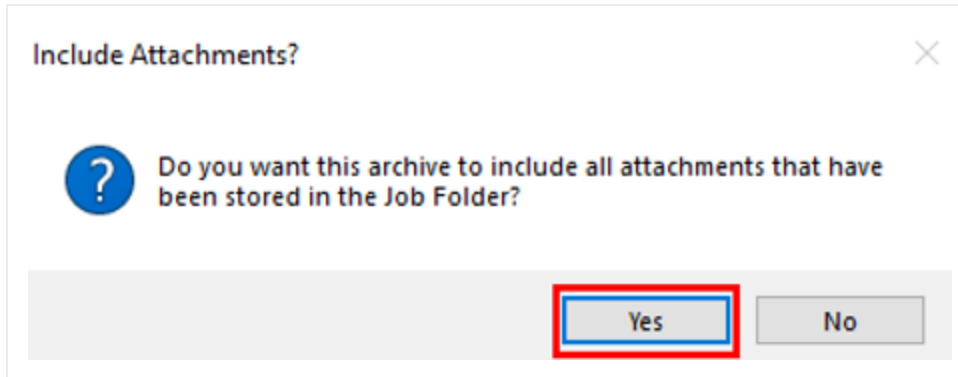 Include Attachments?
Do you want this archive to include all attachments that have
been stored in the Job Folder?
Yes
No